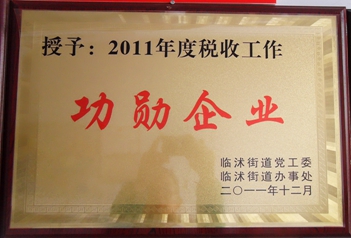 授予：2011年度税收工作
功勋企业
临沭街道党工委
临沭街道办事处
二〇一一年十二月